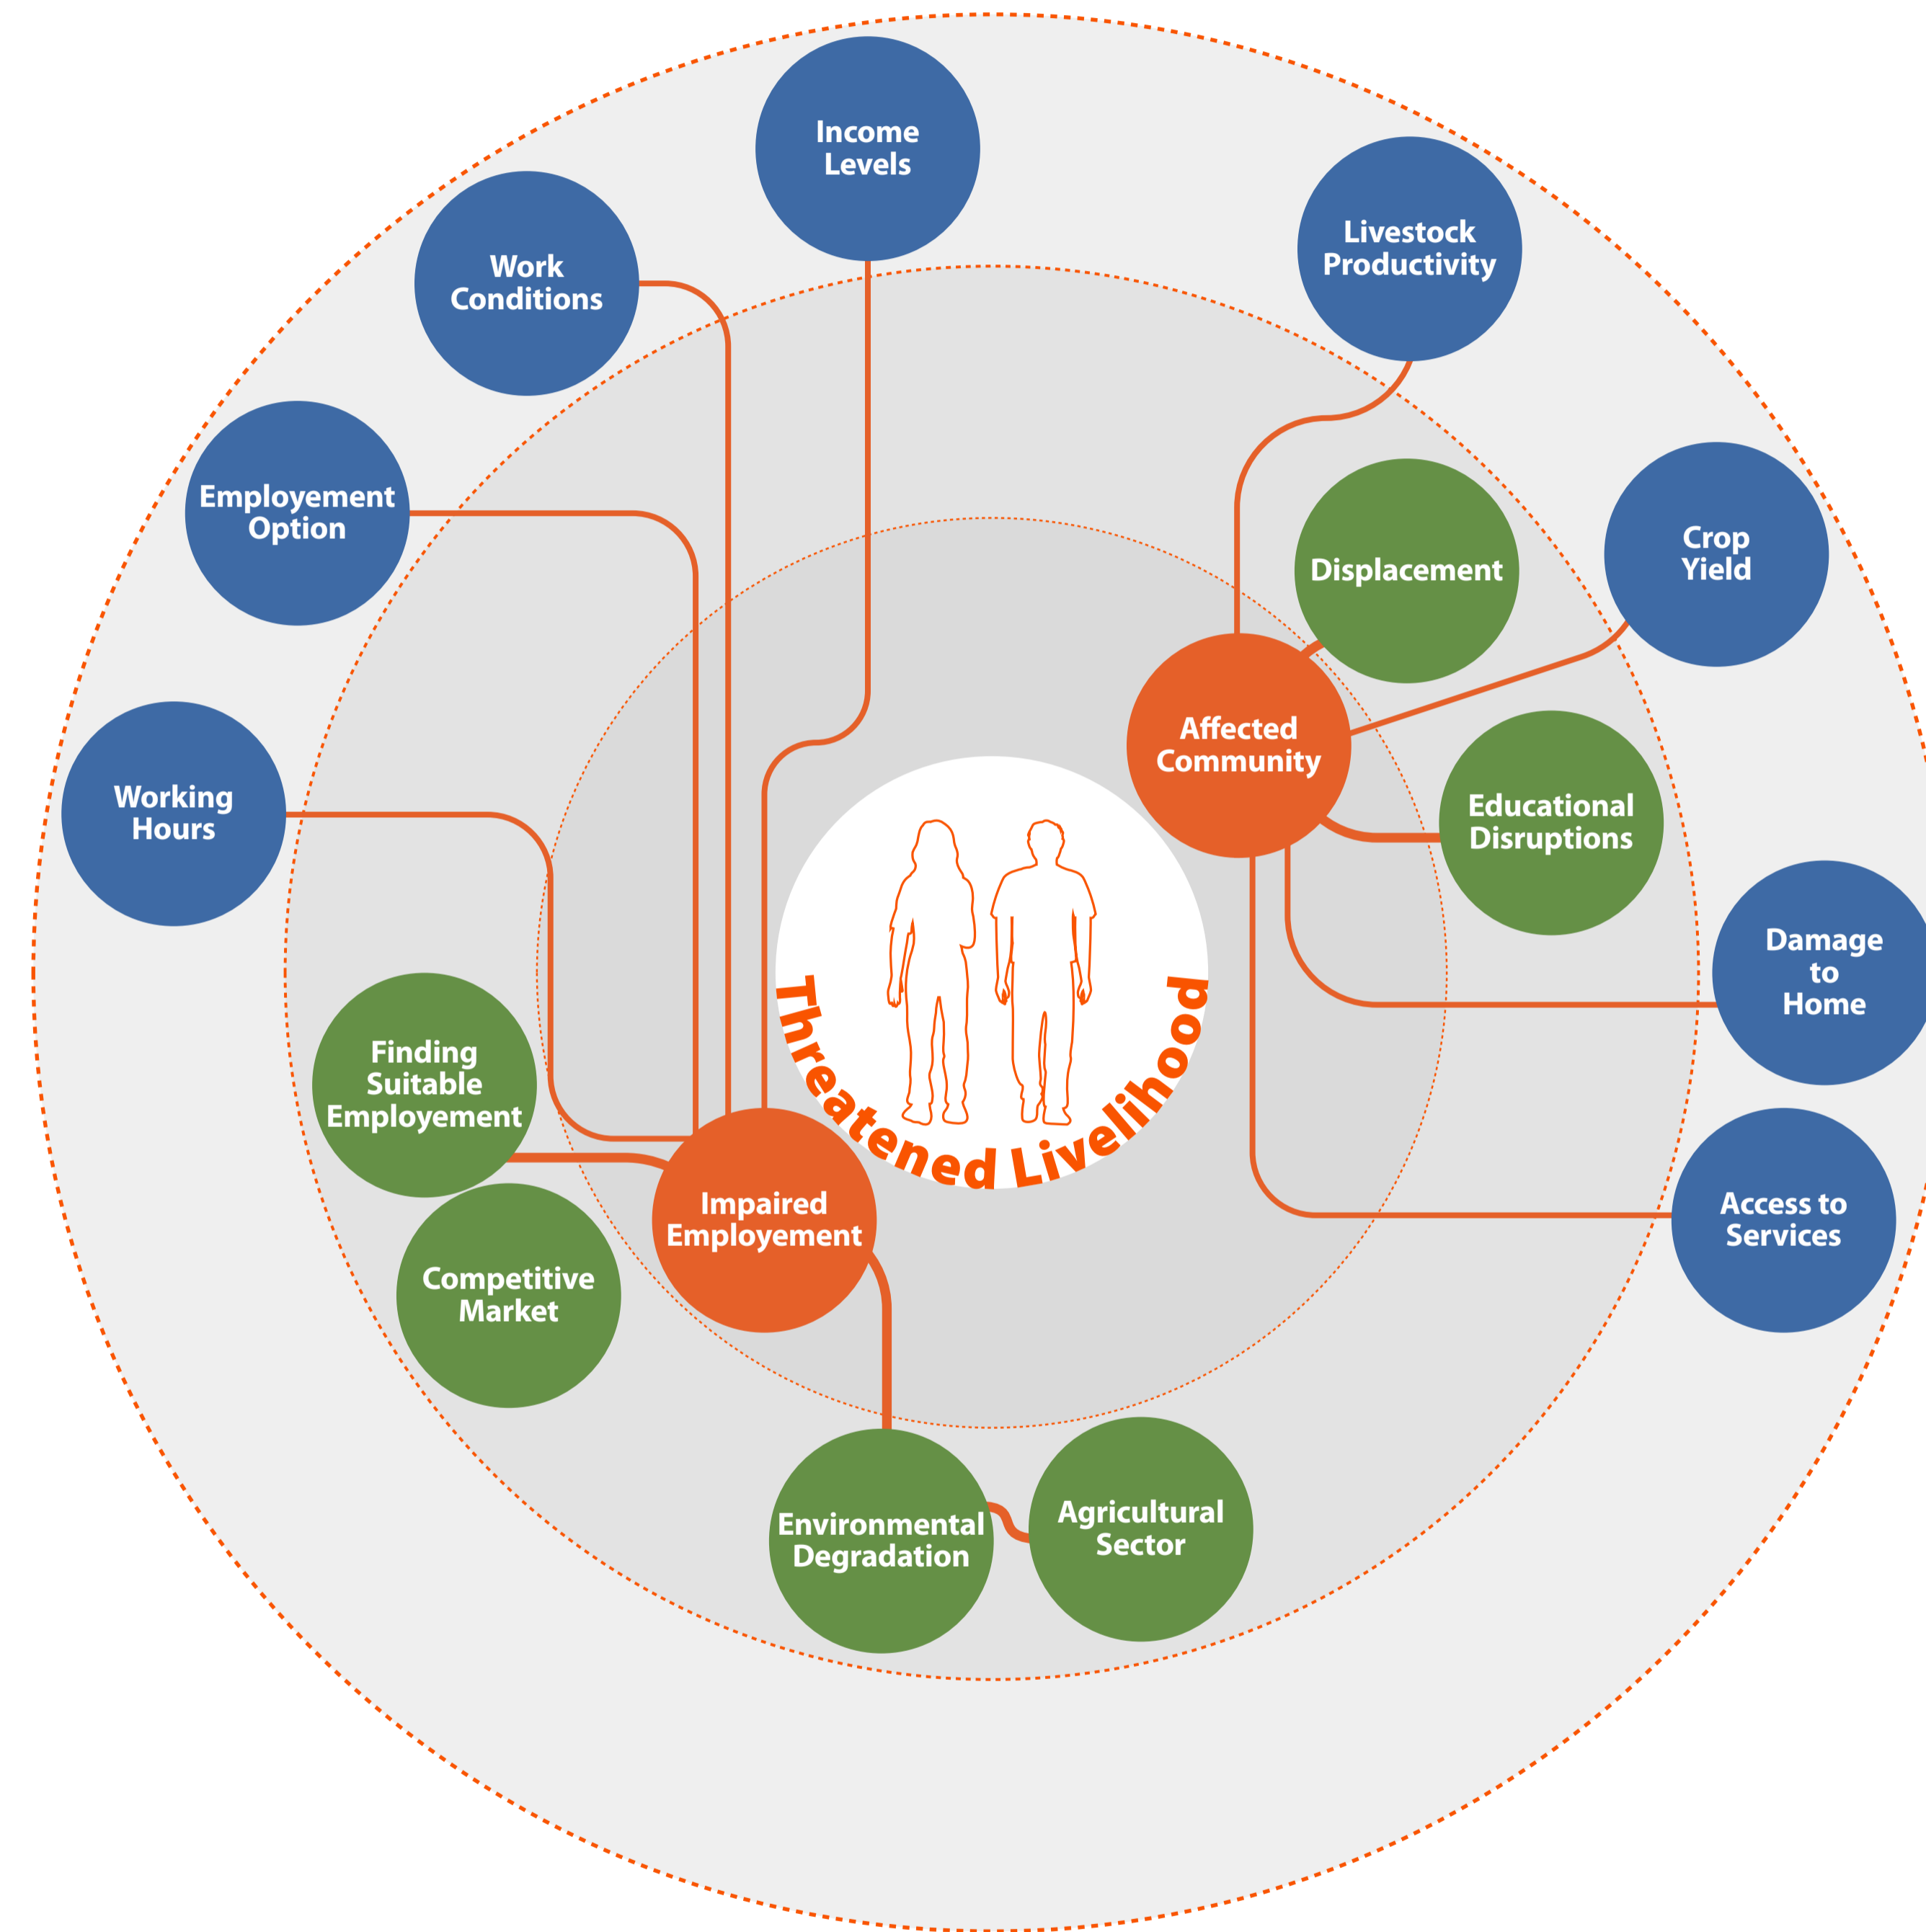 Income
Levels
Livestock
Productivity
Work
Conditions
Employement
Option
Displacement
Crop
Yield
Affected
Community
Working
Hours
Educational
Disruptions
Damage
to
Home
Threatened Livelihood
Finding
Suitable
Employement
Impaired
Employement
Access to
Services
Competitive
Market
Environmental
Degradation
Agricultural
Sector